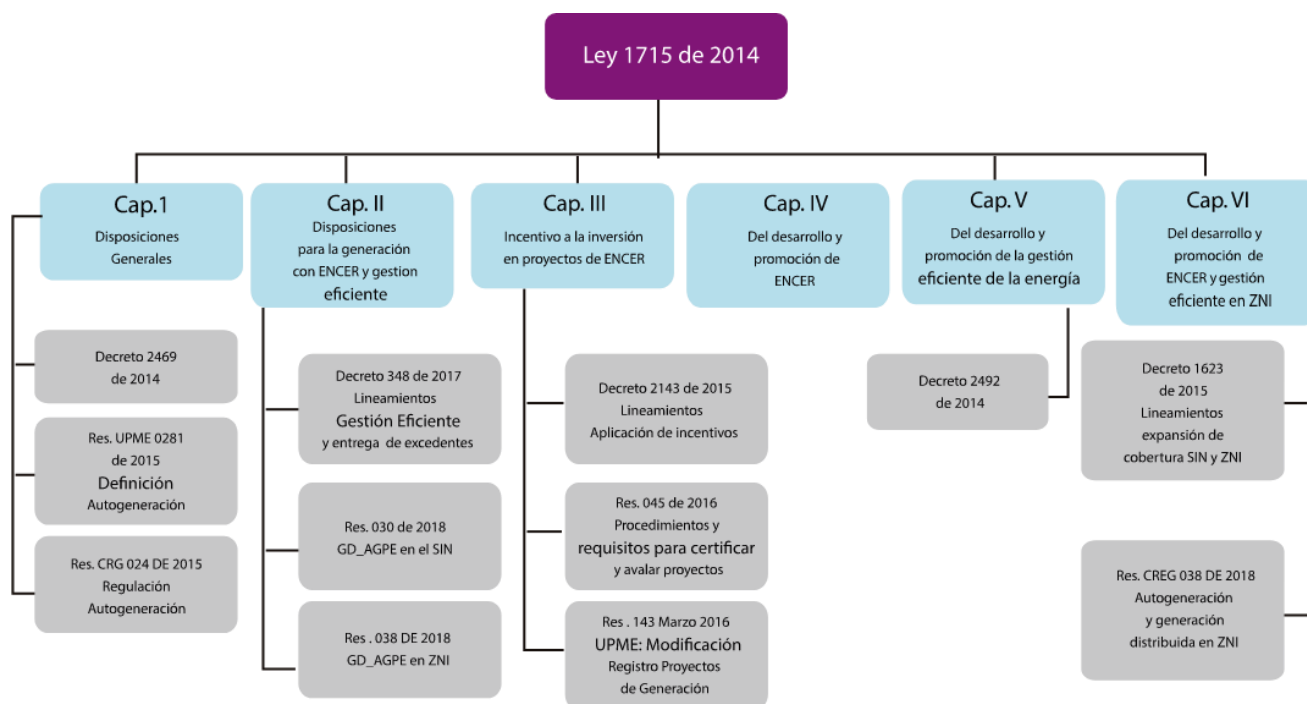 Ley 1715 de 2014
Cap.1
Disposiciones
Generales
Cap. II
Disposiciones
para la generación
con ENCER y gestion
eficiente
Cap. III
Incentivo a la inversión
en proyectos de ENCER
Cap. IV
Del desarrollo y
promoción de
ENCER
Cap. V
Del desarrollo y
promoción de la gestión
eficiente de la energía
Cap. VI
Del desarrollo y
promoción de
ENCER y gestión
eficiente en ZNI
Decreto 2469
de 2014
Res. UPME 0281
de 2015
Definición
Autogeneración
Res. CRG 024 DE 2015
Regulación
Autogeneración
Decreto 348 de 2017
Lineamientos
Gestión Eficiente
y entrega de excedentes
Res. 030 de 2018
GD_AGPE en el SIN
Res . 038 DE 2018
GD_AGPE en ZNI
Decreto 2143 de 2015
Lineamientos
Aplicación de incentivos
Res. 045 de 2016
Procedimientos y
requisitos para certificar
y avalar proyectos
Res . 143 Marzo 2016
UPME: Modificación
Registro Proyectos
de Generación
Decreto 2492
de 2014
Decreto 1623
de 2015
Lineamientos
expansión de
cobertura SIN y ZNI
Res. CREG 038 DE 2018
Autogeneración
y generación
distribuida en ZNI